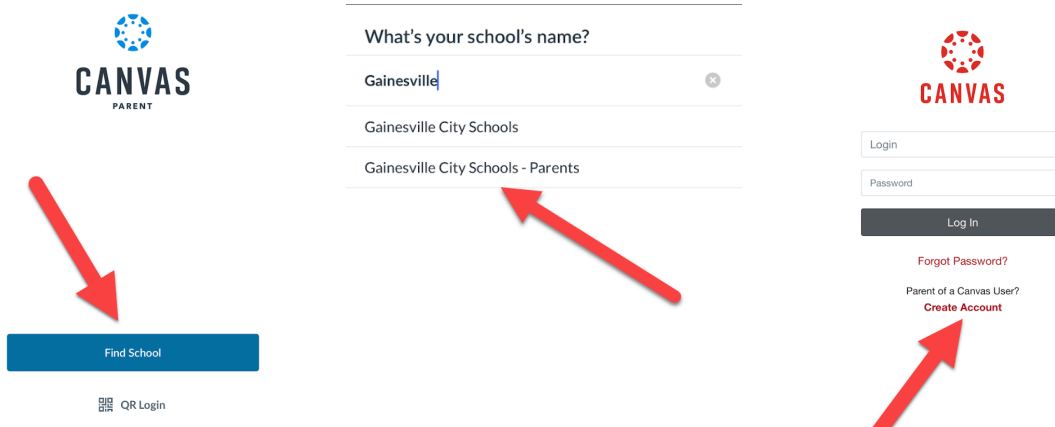 CANVAS
PARENT
Find School
QR Login
What's your school's name?
Gainesville
Gainesville City Schools
Gainesville City Schools - Parents
CANVAS
Login
Password
Log In
Forgot Password?
Parent of a Canvas User?
Create Account